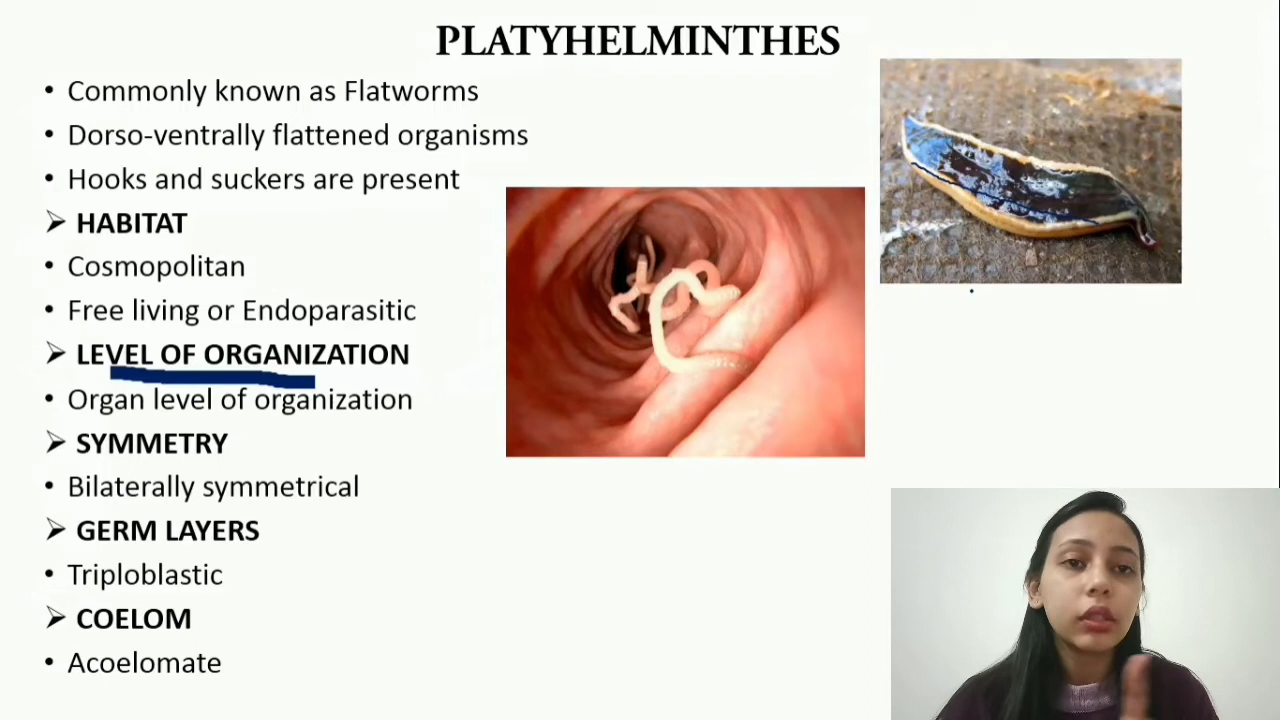 PLATYHELMINTHES
• Commonly known as Flatworms
• Dorso-ventrally flattened organisms
• Hooks and suckers are present
➢ HABITAT
• Cosmopolitan
• Free living or Endoparasitic
➢ LEVEL OF ORGANIZATION
• Organ level of organization
➢ SYMMETRY
• Bilaterally symmetrical
➢ GERM LAYERS
• Triploblastic
➢ COELOM
• Acoelomate